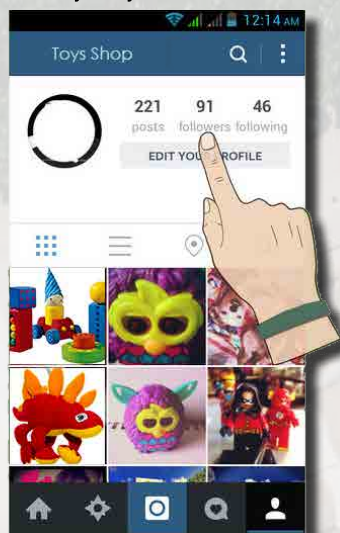 12:14 AM
Toys Shop
221 91 46
posts followers following
EDIT YOUR PROFILE